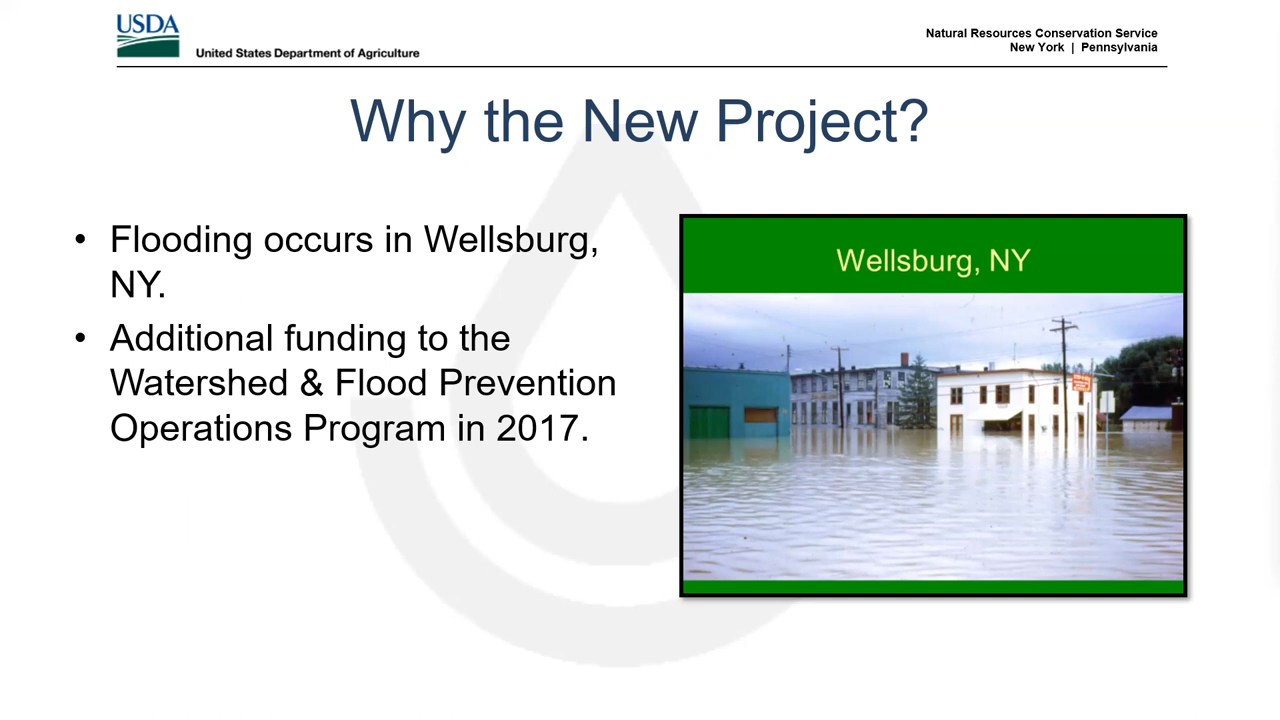 USDA
United States Department of Agriculture
Natural Resources Conservation Service
New York | Pennsylvania
Why the New Project?
• Flooding occurs in Wellsburg,
NY.
• Additional funding to the
Watershed & Flood Prevention
Operations Program in 2017.
Wellsburg, NY